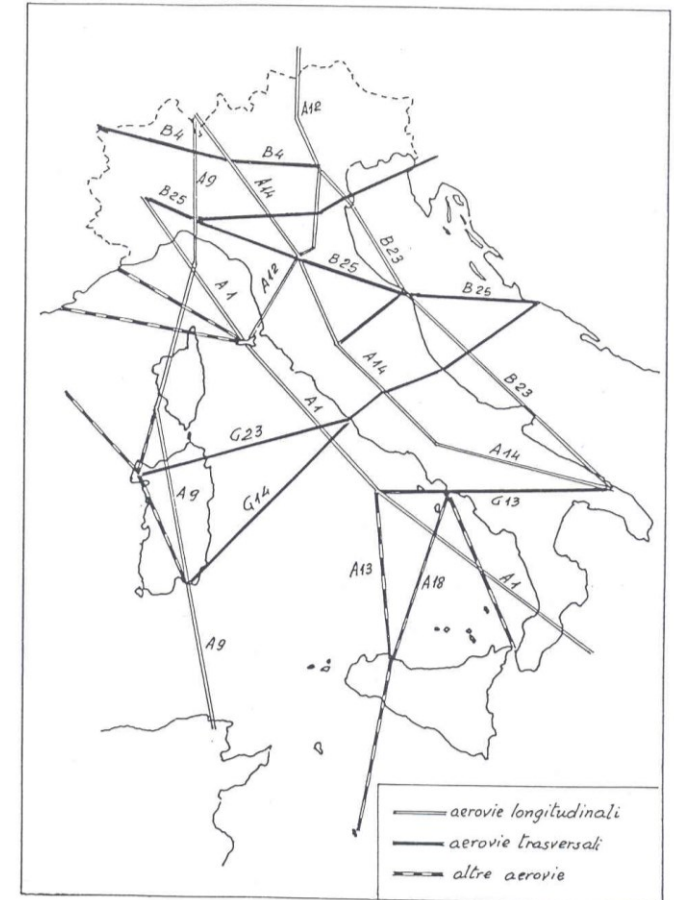 A12
B4
B4
A9
A14
B25
B23
B25
B25
A1
A12
A14
B23
A1
G23
A14
A9
G14
G13
A13
A18
A1
A9
aerovie longitudinali
aerovie trasversali
altre aerovie